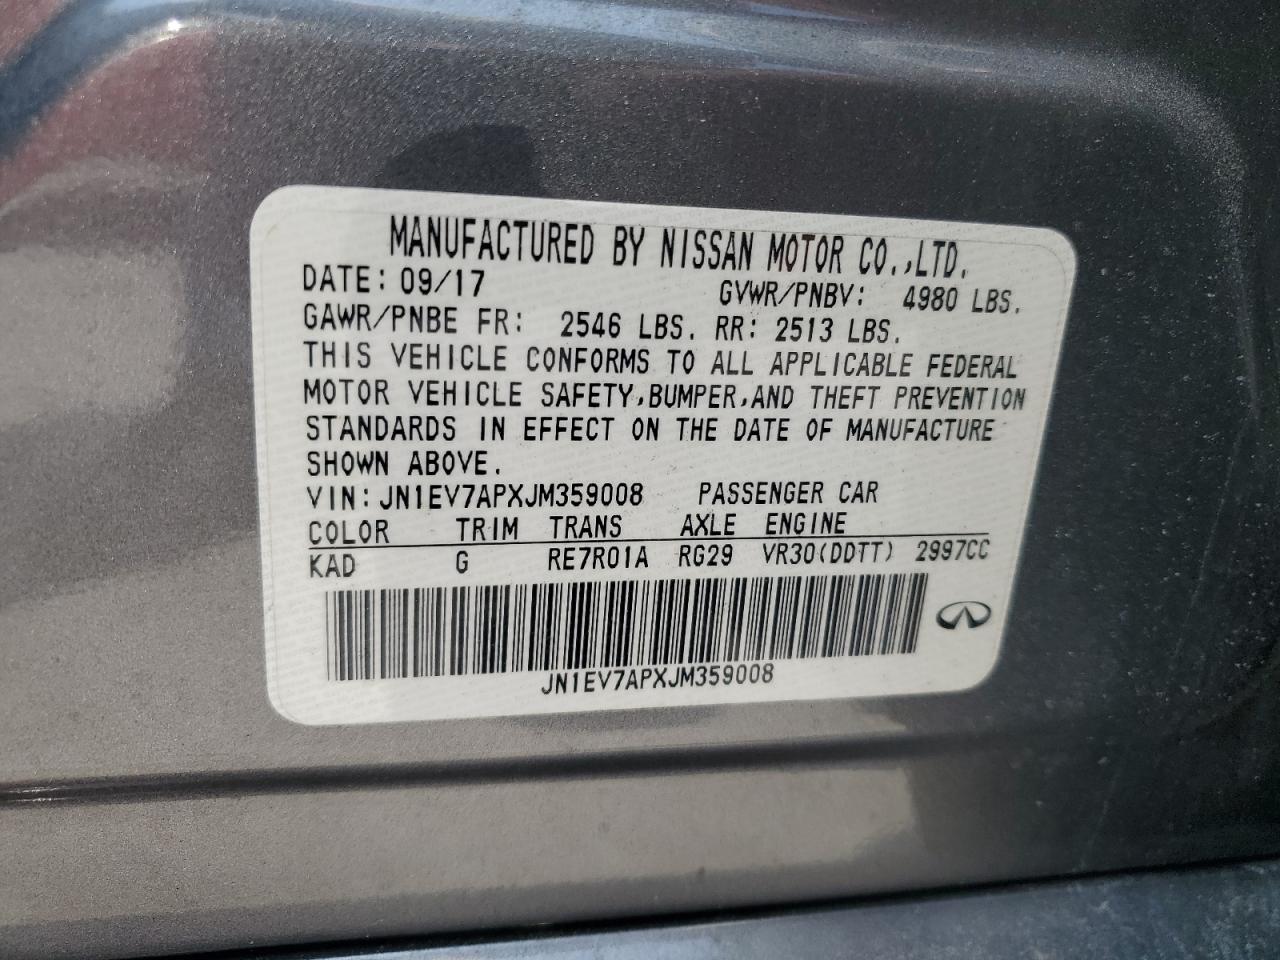 MANUFACTURED BY NISSAN MOTOR CO.,LTD.
DATE: 09/17 GVWR/PNBV: 4980 LBS.
GAWR/PNBE FR: 2546 LBS. RR: 2513 LBS.
THIS VEHICLE CONFORMS TO ALL APPLICABLE FEDERAL
MOTOR VEHICLE SAFETY,BUMPER,AND THEFT PREVENTION
STANDARDS IN EFFECT ON THE DATE OF MANUFACTURE
SHOWN ABOVE.
VIN: JN1EV7APXJM359008 PASSENGER CAR
COLOR TRIM TRANS AXLE ENGINE
KAD G RE7R01A RG29 VR30(DDTT) 2997CC
JN1EV7APXJM359008